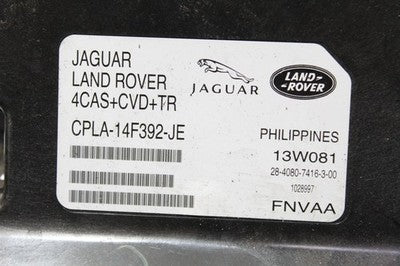 JAGUAR
LAND ROVER
4CAS+CVD+TR
CPLA-14F392-JE
JAGUAR
LAND-
-ROVER
PHILIPPINES
13W081
28-4080-7416-3-00
1028997
FNVAA